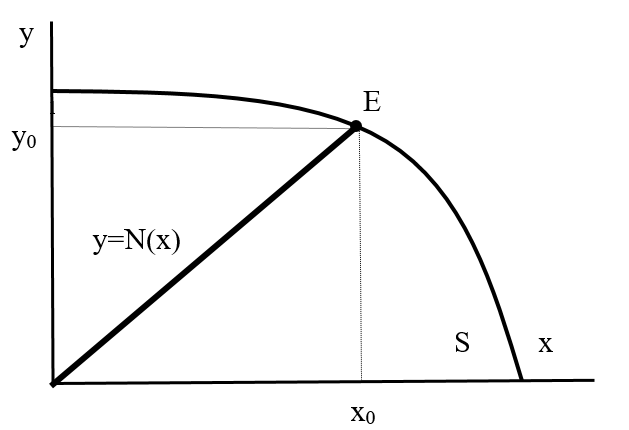 y
E
y₀
y=N(x)
S
x
x₀